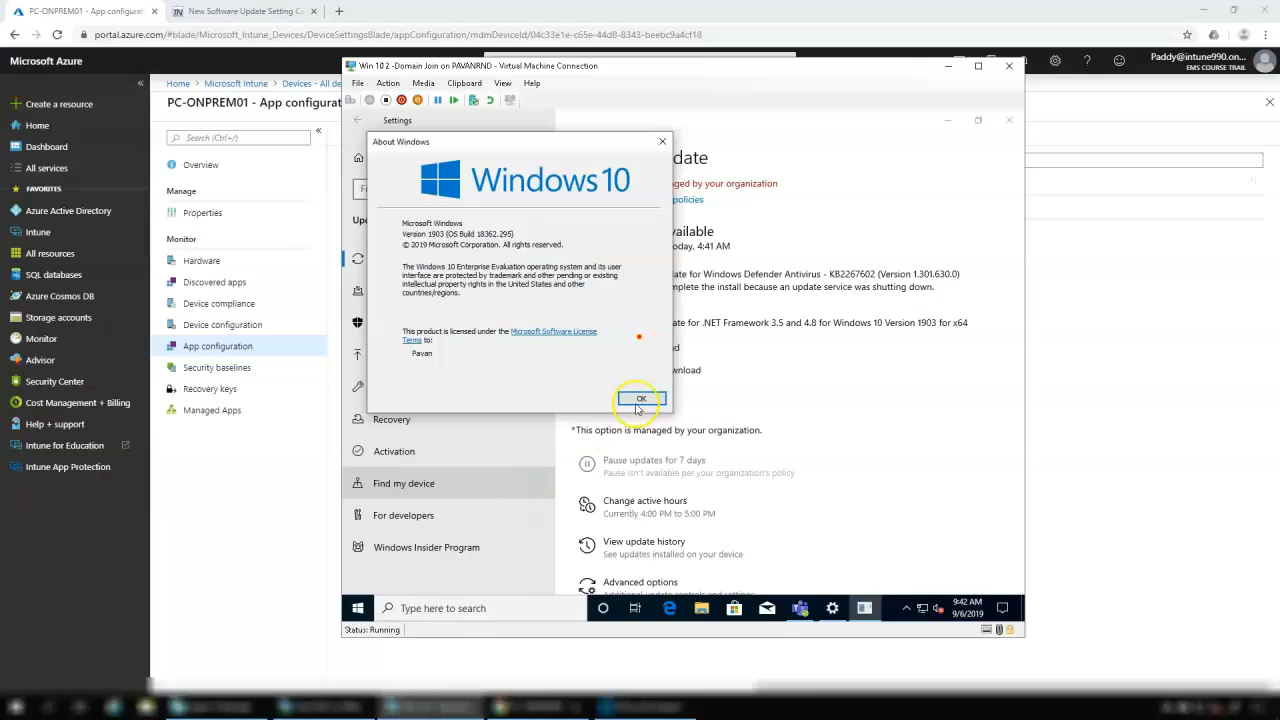 PC-ONPREM01 - App configurat
New Software Update Setting C
portal.azure.com/#blade/Microsoft_Intune_Devices/DeviceSettingsBlade/appConfiguration/mdmDeviceId/04c33e1e-c65e-44d8-8343-beebc9a4cf18
Microsoft Azure
Paddy@intune990.on...
EMS COURSE TRAIL
Create a resource
Home
Dashboard
All services
FAVORITES
Azure Active Directory
Intune
All resources
SQL databases
Azure Cosmos DB
Storage accounts
Monitor
Advisor
Security Center
Cost Management + Billing
Help + support
Intune for Education
Intune App Protection
Home
Microsoft Intune
Devices - All de
PC-ONPREM01 - App configurat
Search (Ctrl+/)
Overview
Manage
Properties
Monitor
Hardware
Discovered apps
Device compliance
Device configuration
App configuration
Security baselines
Recovery keys
Managed Apps
Win 10 2 -Domain Join on PAVANRND - Virtual Machine Connection
File Action Media Clipboard View Help
Settings
About Windows
Windows 10
Microsoft Windows
Version 1903 (OS Build 18362.295)
© 2019 Microsoft Corporation. All rights reserved.
The Windows 10 Enterprise Evaluation operating system and its user
interface are protected by trademark and other pending or existing
intellectual property rights in the United States and other
countries/regions.
This product is licensed under the Microsoft Software License
Terms to:
Pavan
OK
Fi
Up
Recovery
Activation
Find my device
For developers
Windows Insider Program
date
ged by your organization
policies
vailable
oday, 4:41 AM
ate for Windows Defender Antivirus - KB2267602 (Version 1.301.630.0)
mplete the install because an update service was shutting down.
ate for .NET Framework 3.5 and 4.8 for Windows 10 Version 1903 for x64
nd
wnload
*This option is managed by your organization.
Pause updates for 7 days
Pause isn't available per your organization's policy
Change active hours
Currently 4:00 PM to 5:00 PM
View update history
See updates installed on your device
Advanced options
Additional update controls and settings
Type here to search
9:42 AM
9/6/2019
Status: Running